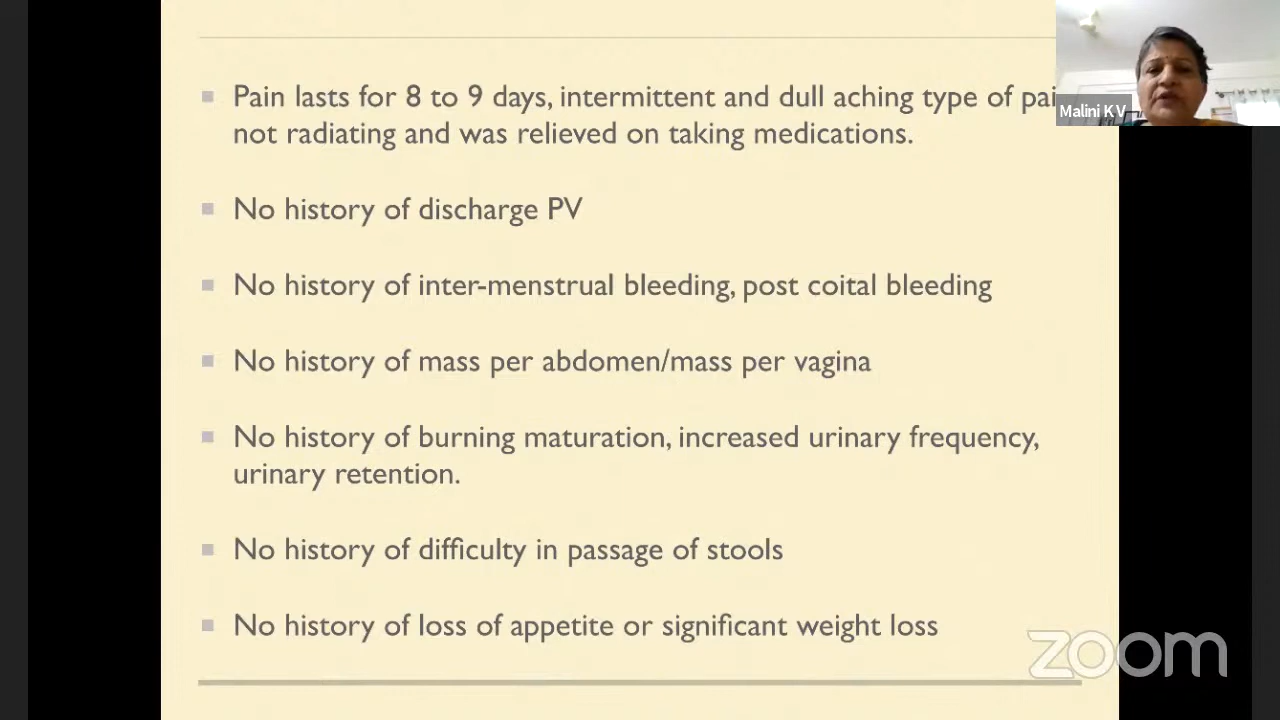 Pain lasts for 8 to 9 days, intermittent and dull aching type of pai
not radiating and was relieved on taking medications.
No history of discharge PV
No history of inter-menstrual bleeding, post coital bleeding
No history of mass per abdomen/mass per vagina
No history of burning maturation, increased urinary frequency,
urinary retention.
No history of difficulty in passage of stools
No history of loss of appetite or significant weight loss
Malini K V
zoom